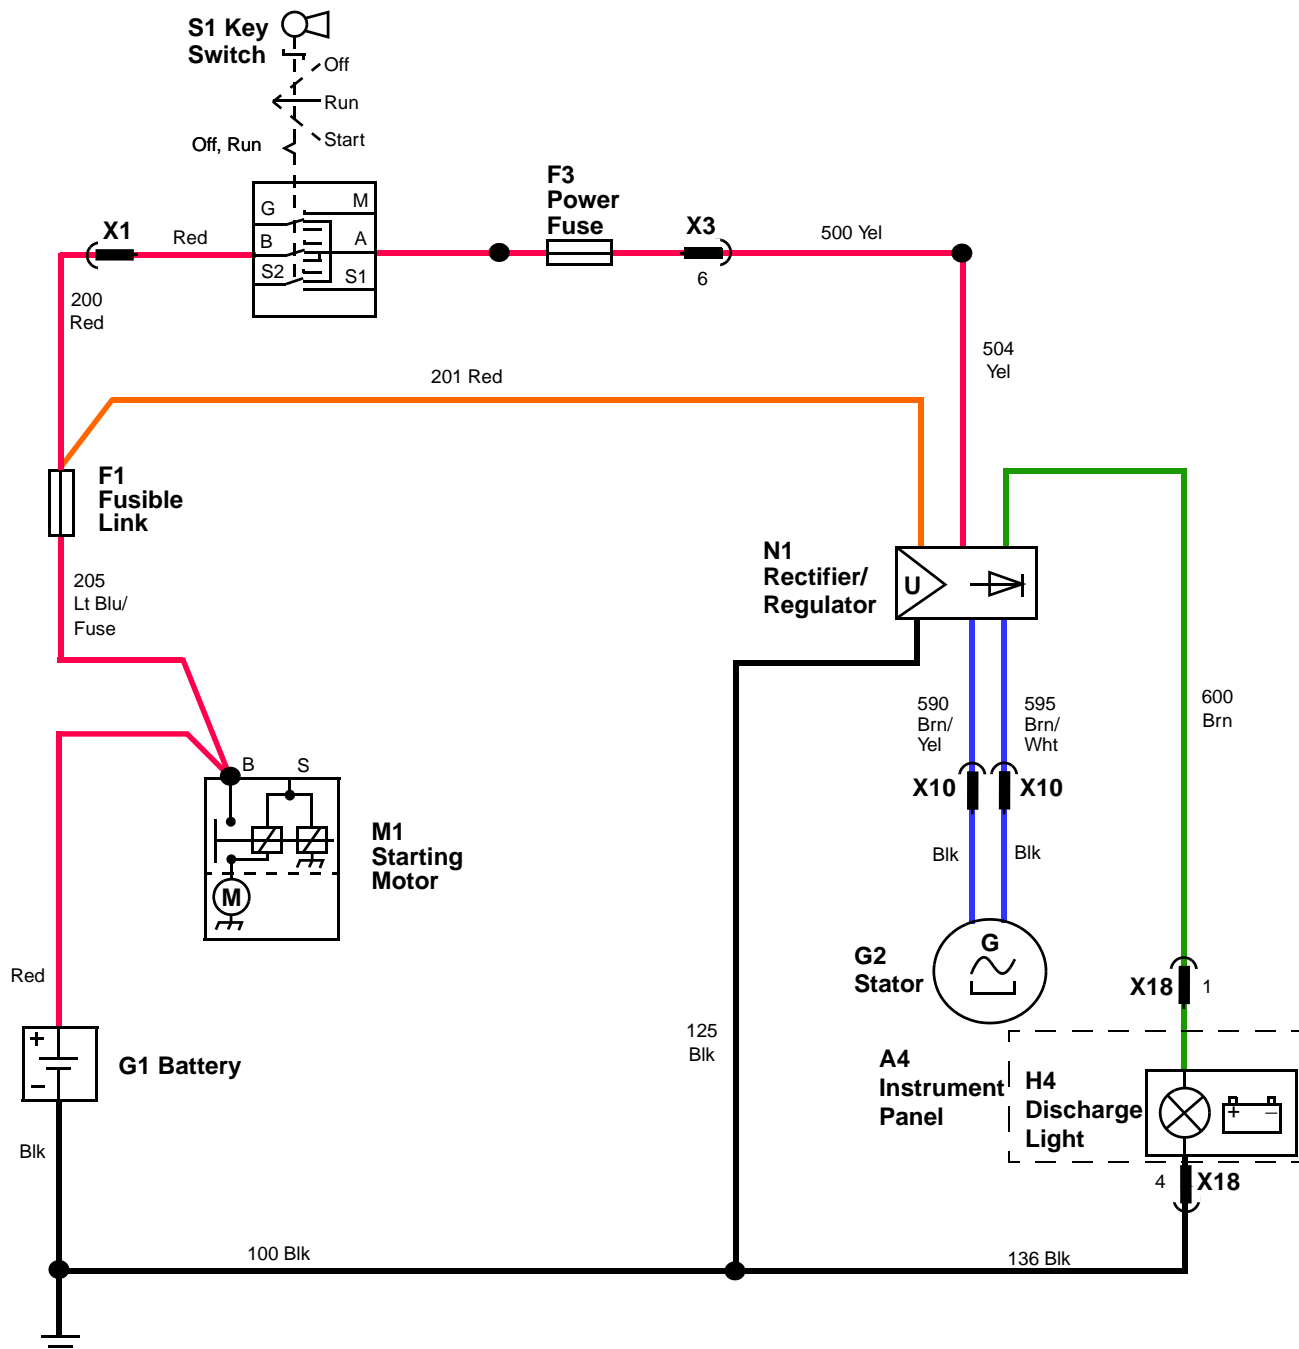 S1 Key
Switch
Off
Run
Start
Off, Run
G
M
B
A
S2
S1
X1
Red
200
Red
F3
Power
Fuse
X3
6
500 Yel
504
Yel
201 Red
F1
Fusible
Link
205
Lt Blu/
Fuse
N1
Rectifier/
Regulator
U
590
Brn/
Yel
595
Brn/
Wht
600
Brn
X10
X10
Blk
Blk
B
S
M
M1
Starting
Motor
G
G2
Stator
Red
+
–
G1 Battery
Blk
125
Blk
X18
1
A4
Instrument
Panel
H4
Discharge
Light
+
–
4
X18
100 Blk
136 Blk